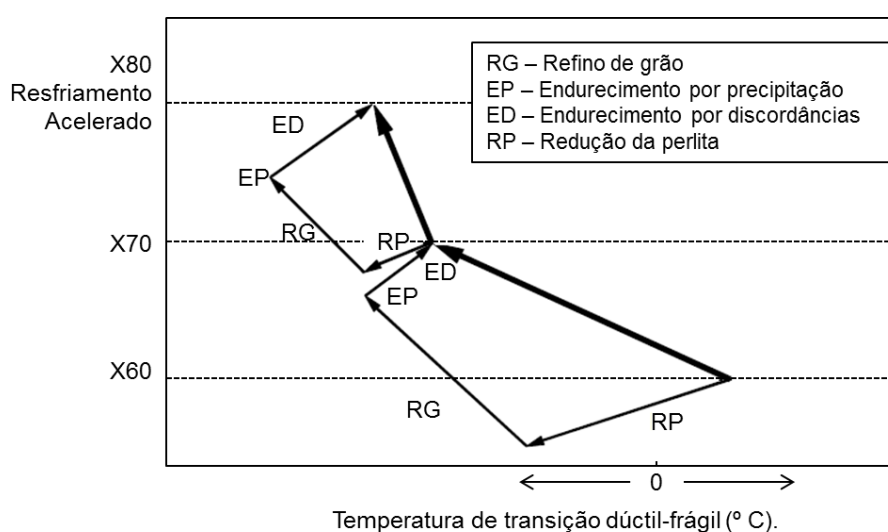 X80
Resfriamento
Acelerado
RG – Refino de grão
EP – Endurecimento por precipitação
ED – Endurecimento por discordâncias
RP – Redução da perlita
ED
EP
RG
X70
RP
ED
EP
X60
RG
RP
0
Temperatura de transição dúctil-frágil (º C).